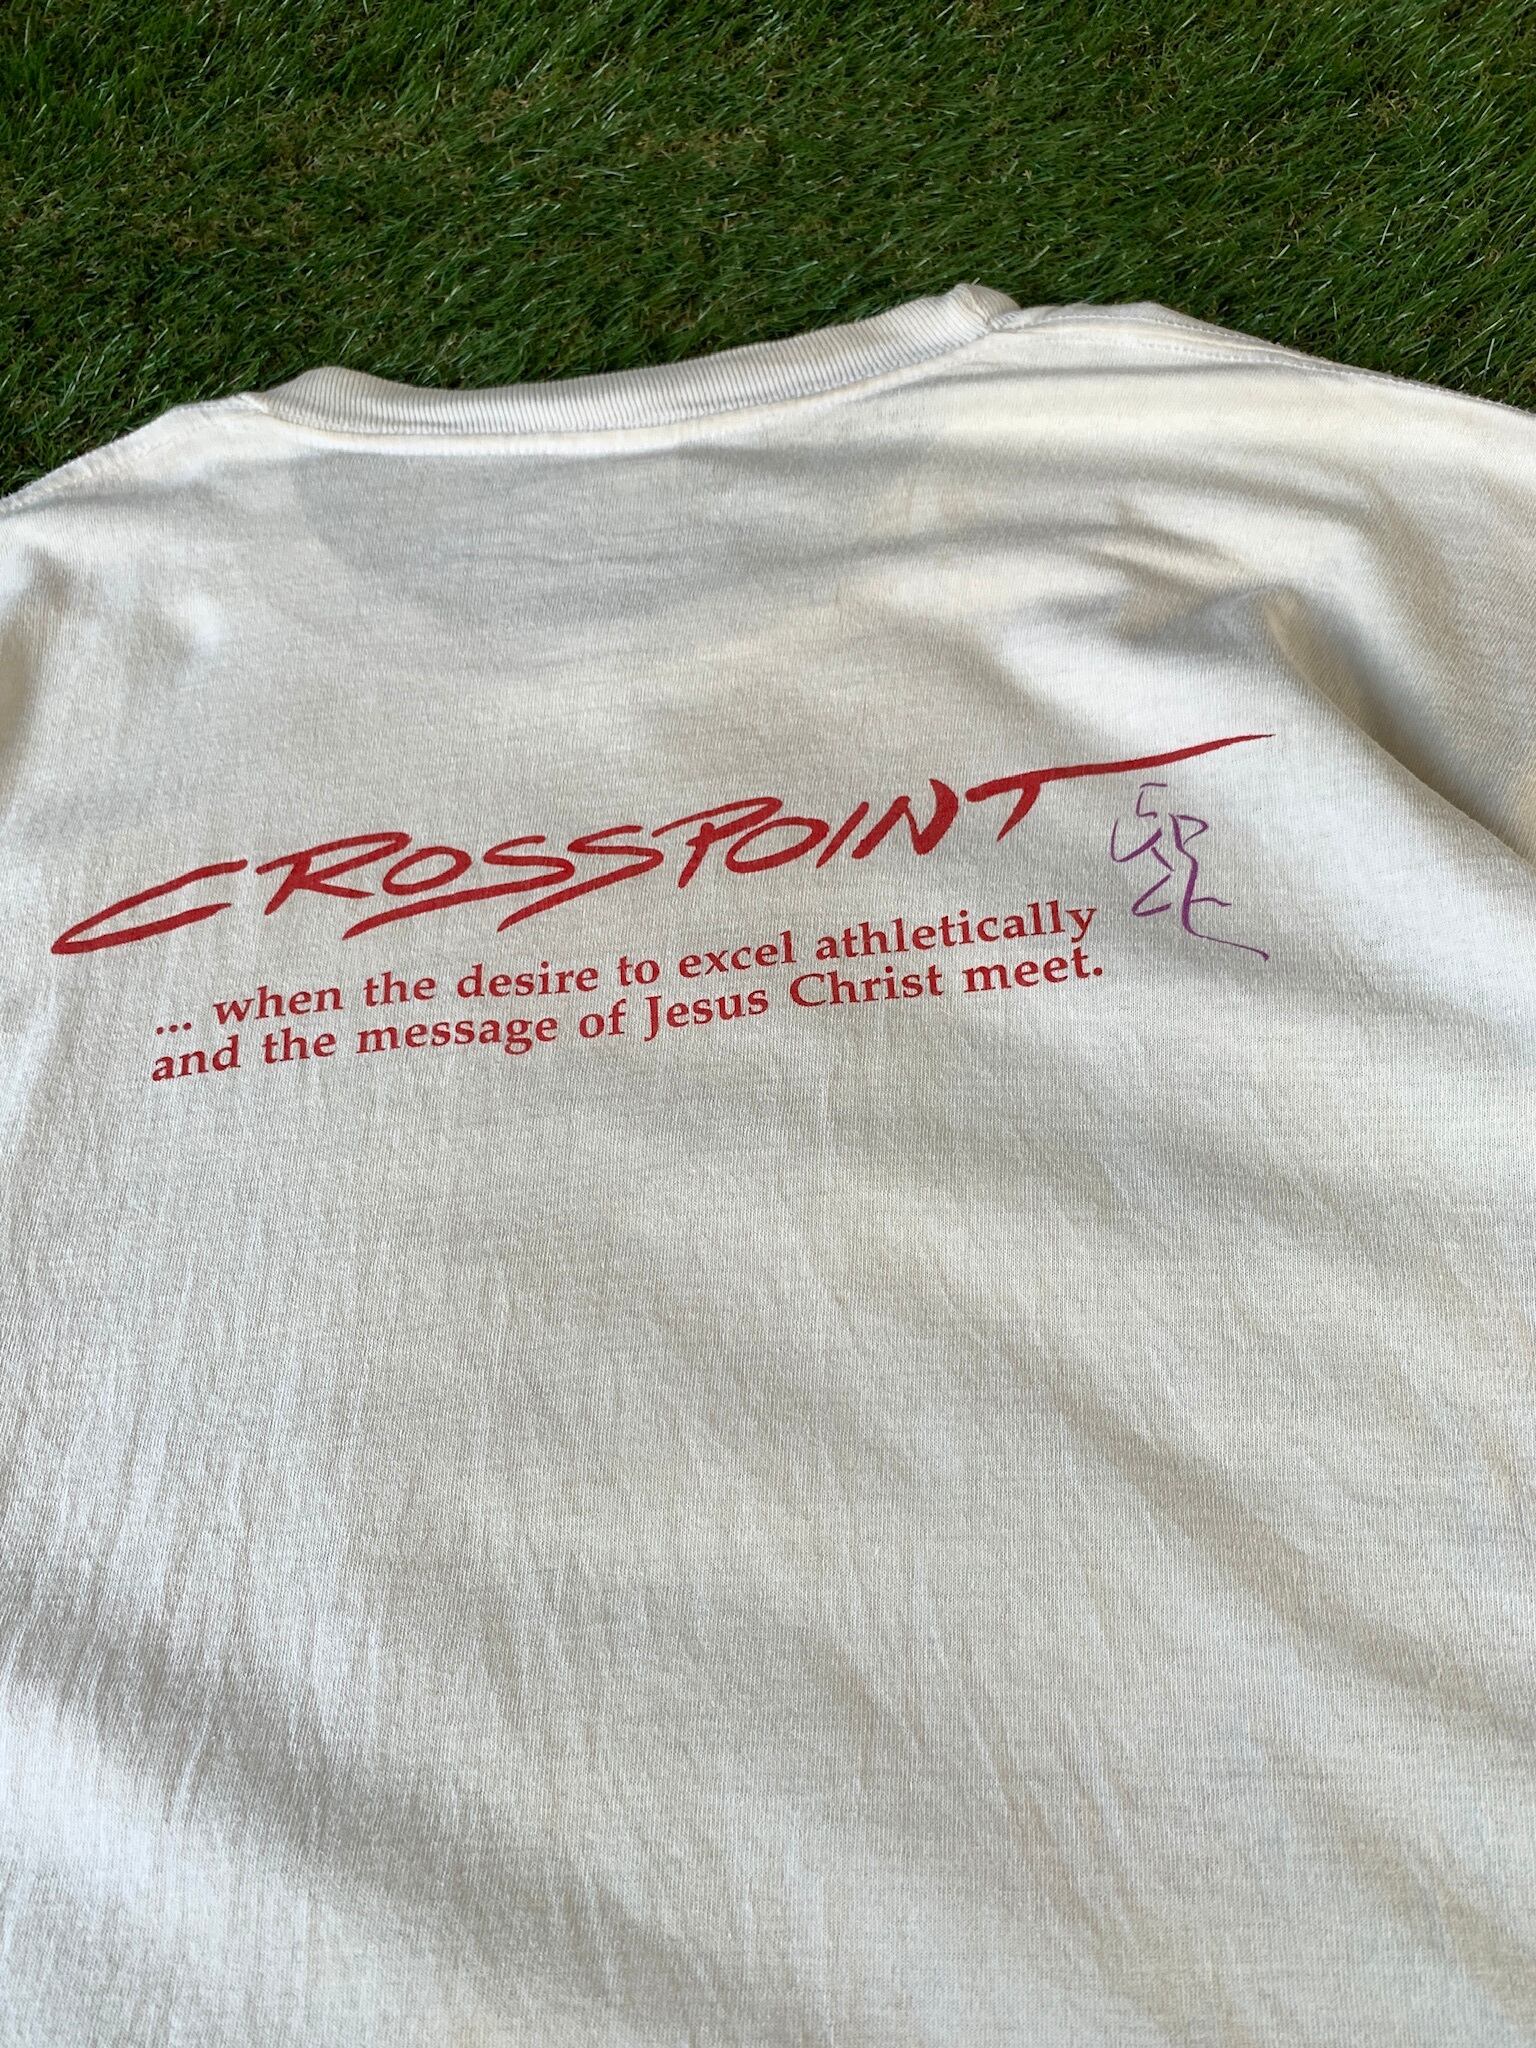 CROSSPOINT
... when the desire to excel athletically
and the message of Jesus Christ meet.